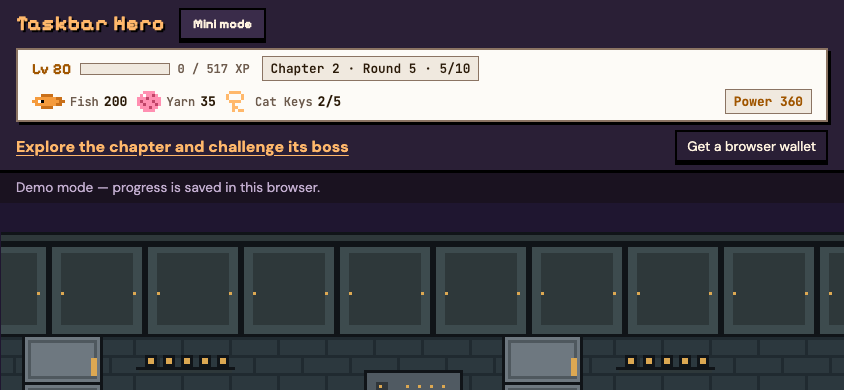 Taskbar Hero
Mini mode
Lv 20 0 / 517 XP Chapter 2 · Round 5 · 5/10
Fish 200 Yarn 35 Cat Keys 2/5 Power 360
Explore the chapter and challenge its boss
Get a browser wallet
Demo mode — progress is saved in this browser.